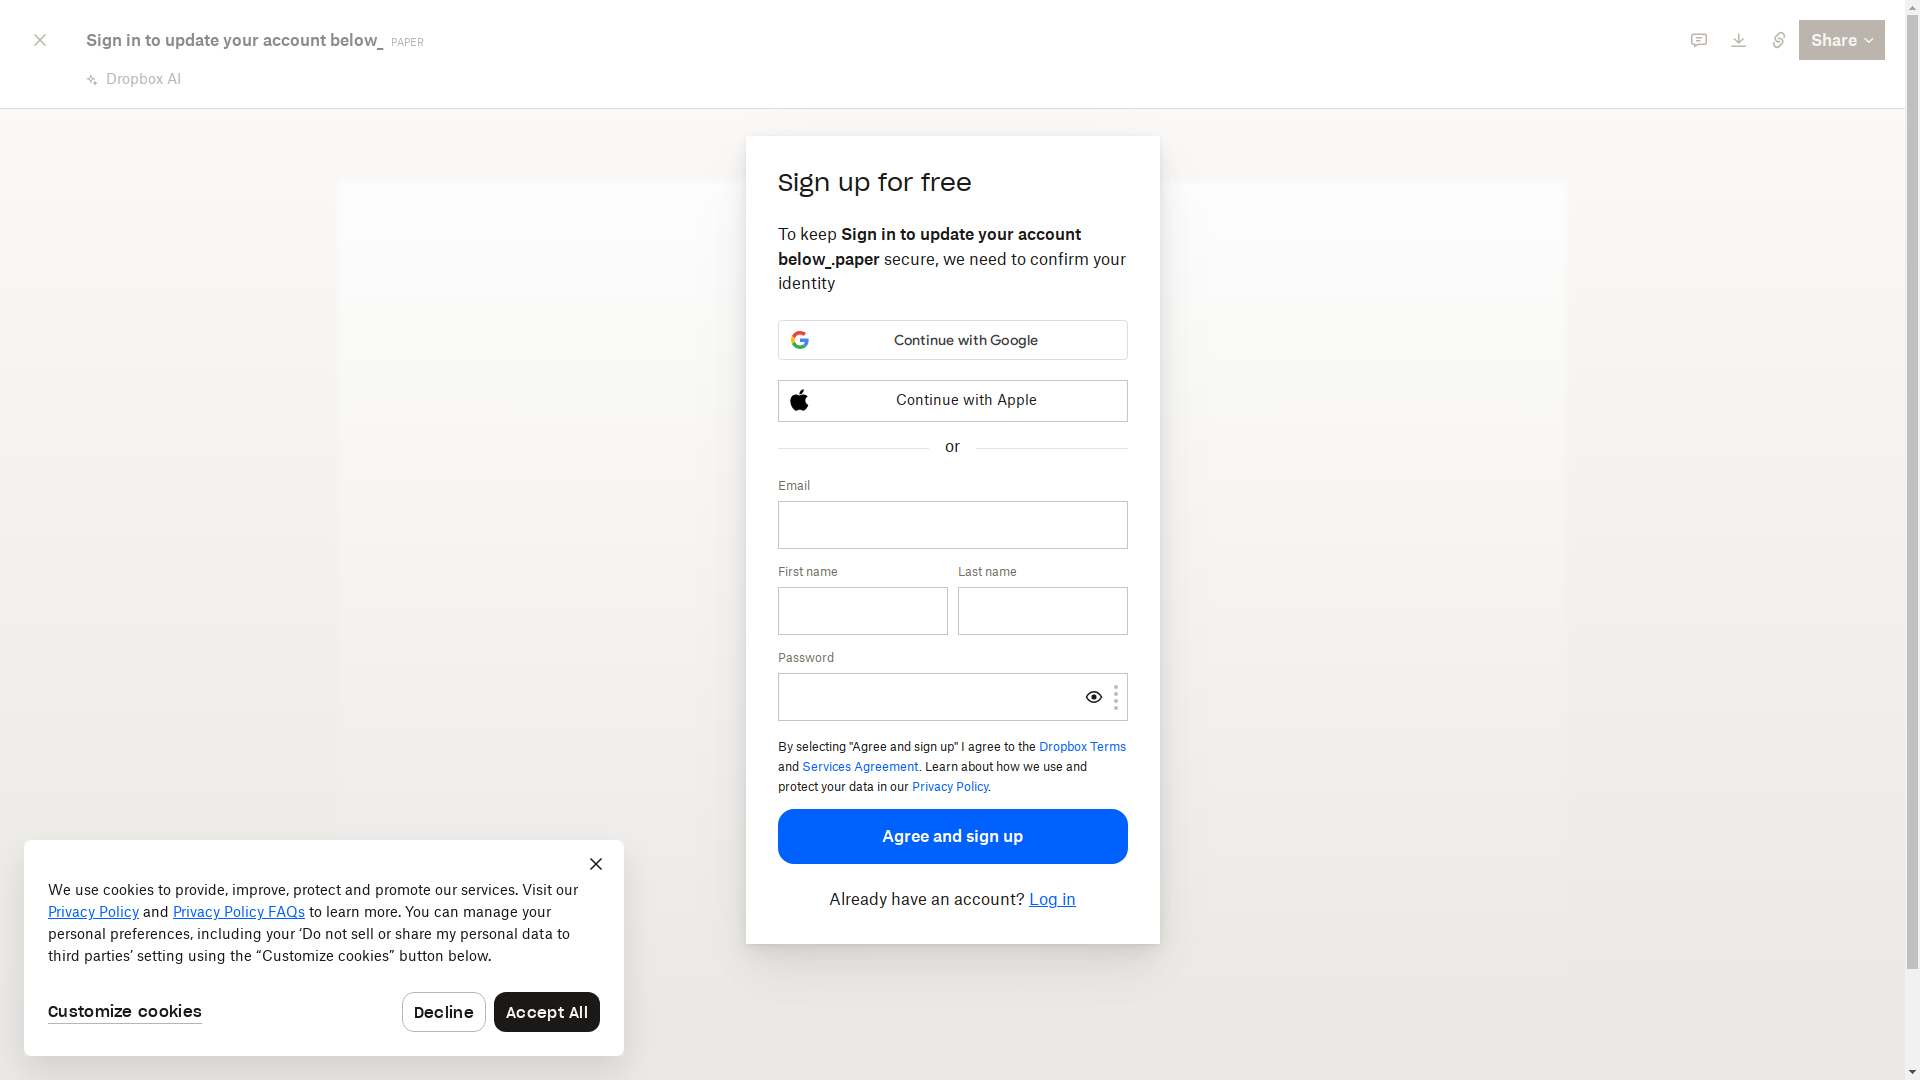 Sign in to update your account below_ PAPER
Share
Dropbox AI
Sign up for free
To keep Sign in to update your account
below_.paper secure, we need to confirm your
identity
Continue with Google
Continue with Apple
or
Email
First name Last name
Password
By selecting "Agree and sign up" I agree to the Dropbox Terms
and Services Agreement. Learn about how we use and
protect your data in our Privacy Policy.
Agree and sign up
Already have an account? Log in
We use cookies to provide, improve, protect and promote our services. Visit our
Privacy Policy and Privacy Policy FAQs to learn more. You can manage your
personal preferences, including your ‘Do not sell or share my personal data to
third parties’ setting using the “Customize cookies” button below.
Customize cookies Decline Accept All